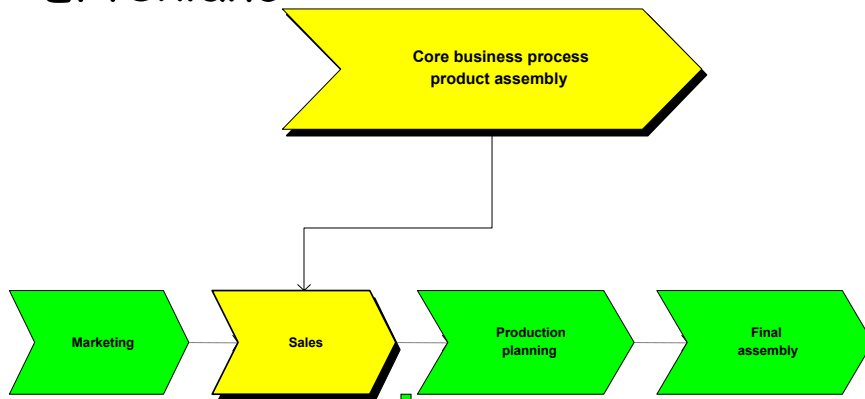 Core business process
product assembly
Marketing
Sales
Production
planning
Final
assembly